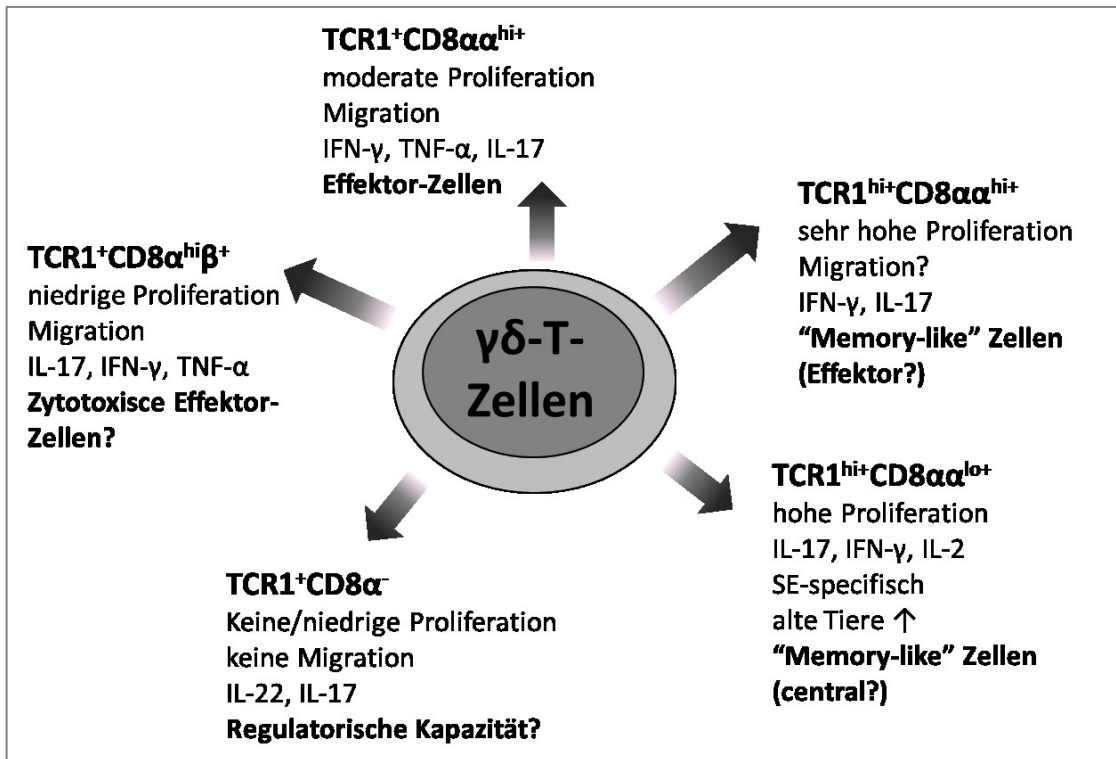 TCR1⁺CD8αα^hi+
moderate Proliferation
Migration
IFN-γ, TNF-α, IL-17
Effektor-Zellen
TCR1^hi+CD8αα^hi+
sehr hohe Proliferation
Migration?
IFN-γ, IL-17
“Memory-like” Zellen
(Effektor?)
TCR1⁺CD8α^hiβ⁺
niedrige Proliferation
Migration
IL-17, IFN-γ, TNF-α
Zytotoxisce Effektor-
Zellen?
γδ-T-
Zellen
TCR1^hi+CD8αα^lo+
hohe Proliferation
IL-17, IFN-γ, IL-2
SE-specifisch
alte Tiere ↑
“Memory-like” Zellen
(central?)
TCR1⁺CD8α⁻
Keine/niedrige Proliferation
keine Migration
IL-22, IL-17
Regulatorische Kapazität?